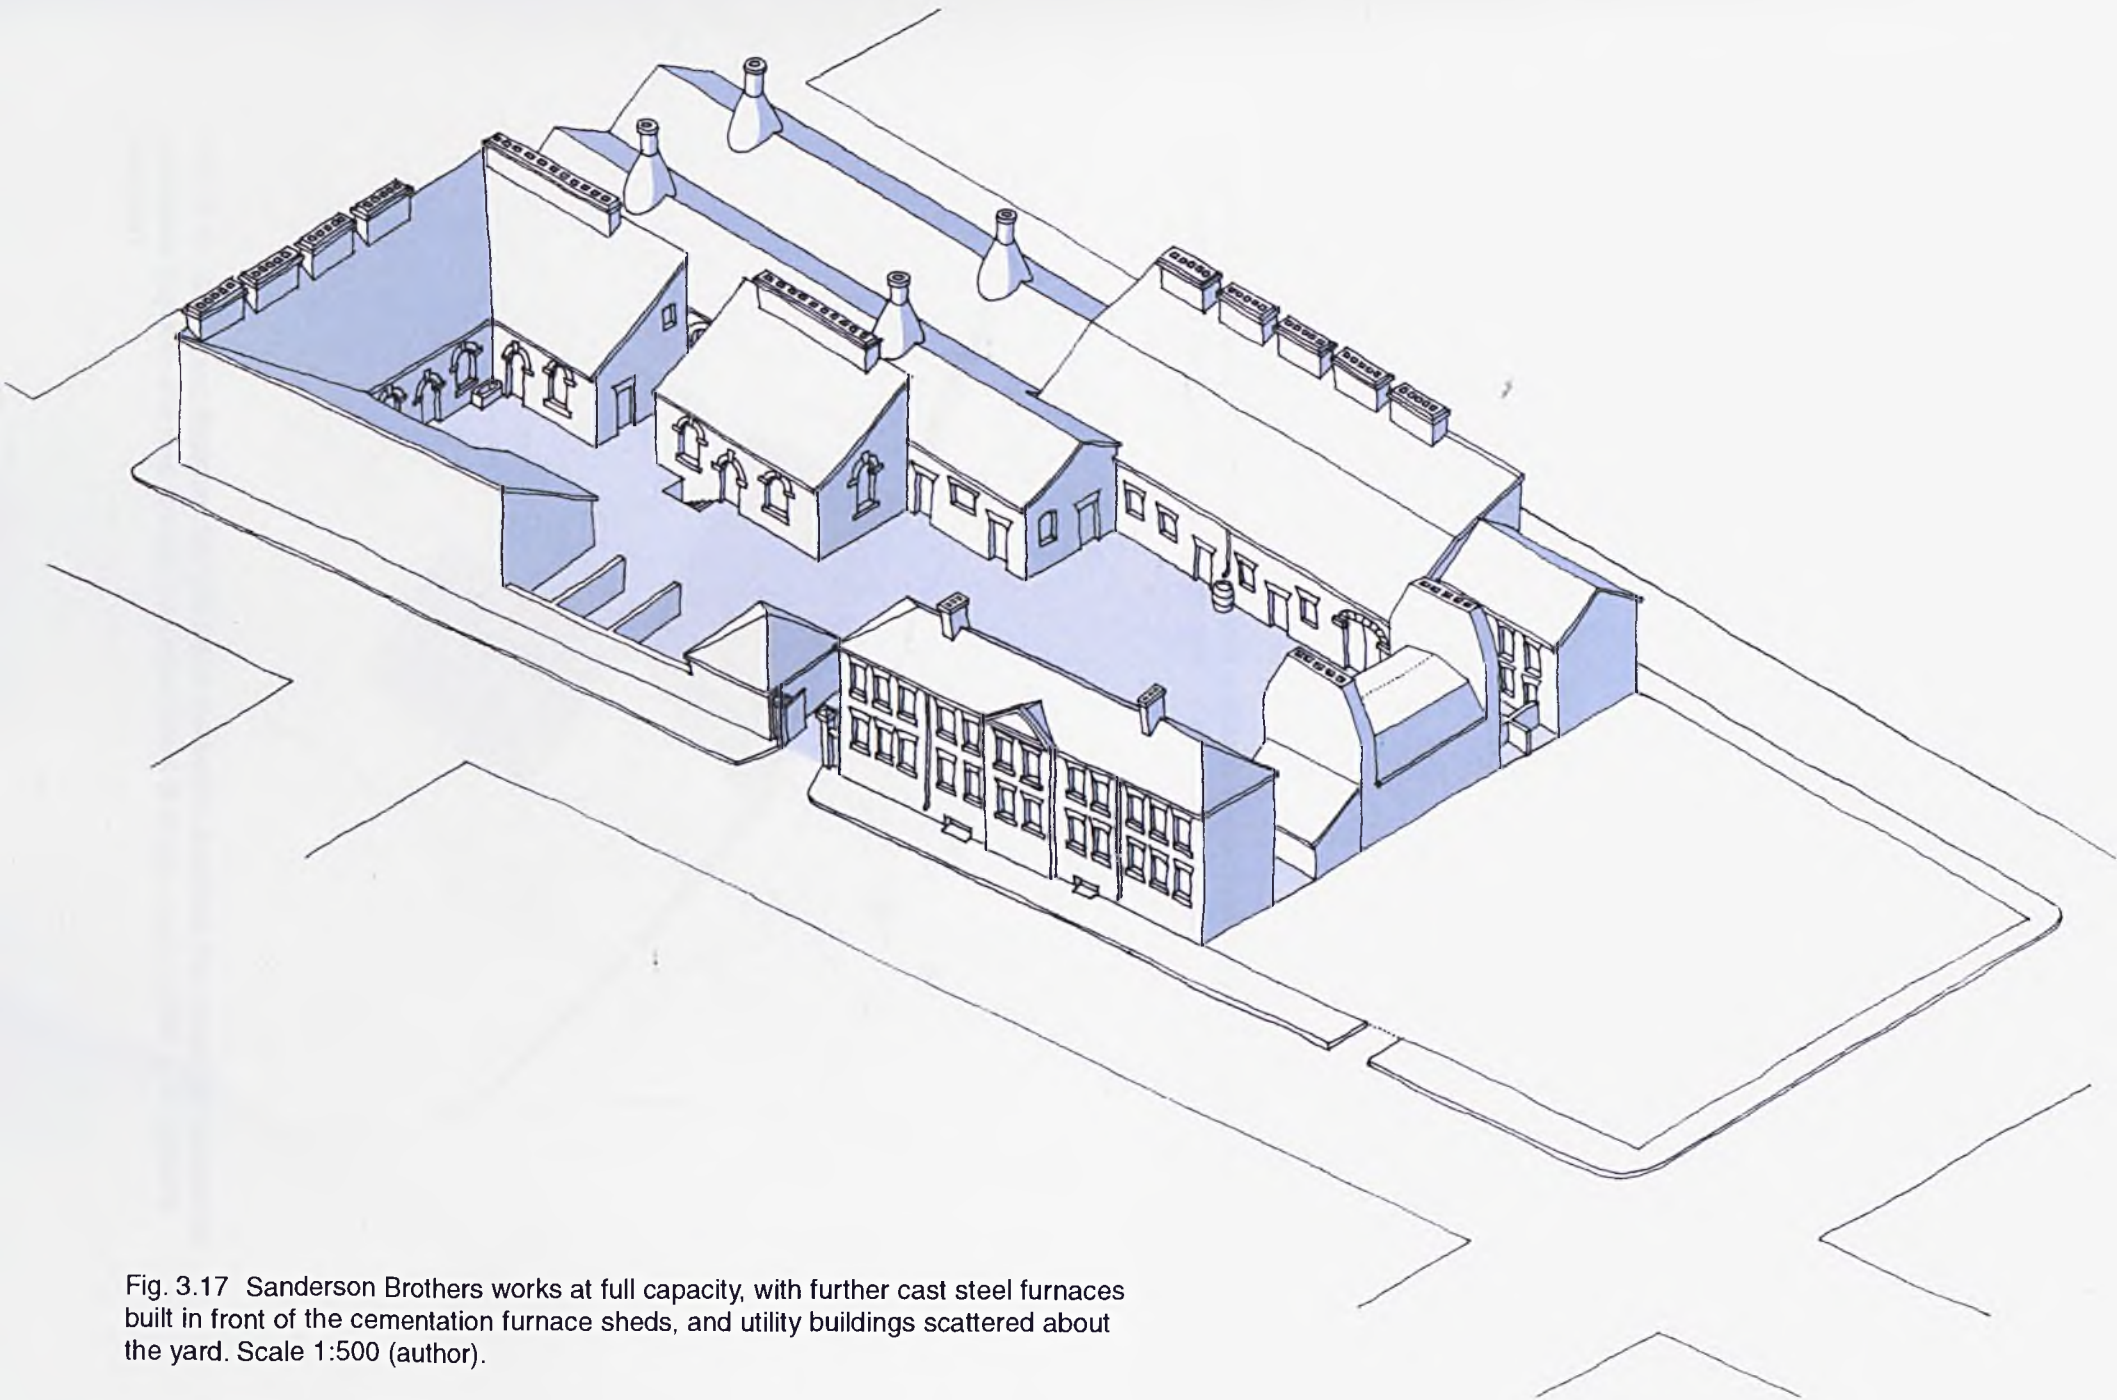 Fig. 3.17 Sanderson Brothers works at full capacity, with further cast steel furnaces
built in front of the cementation furnace sheds, and utility buildings scattered about
the yard. Scale 1:500 (author).